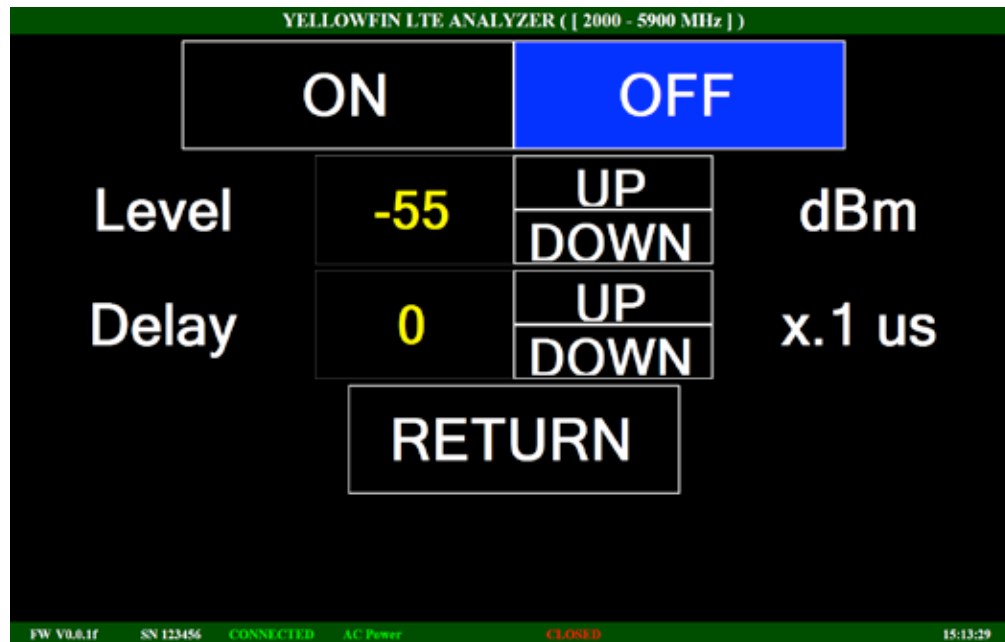 YELLOWFIN LTE ANALYZER ( [ 2000 - 5900 MHz ] )
ON OFF
Level -55 UP DOWN dBm
Delay 0 UP DOWN x.1 us
RETURN
FW V0.0.1f SN 123456 CONNECTED AC Power CLOSED 15:13:29